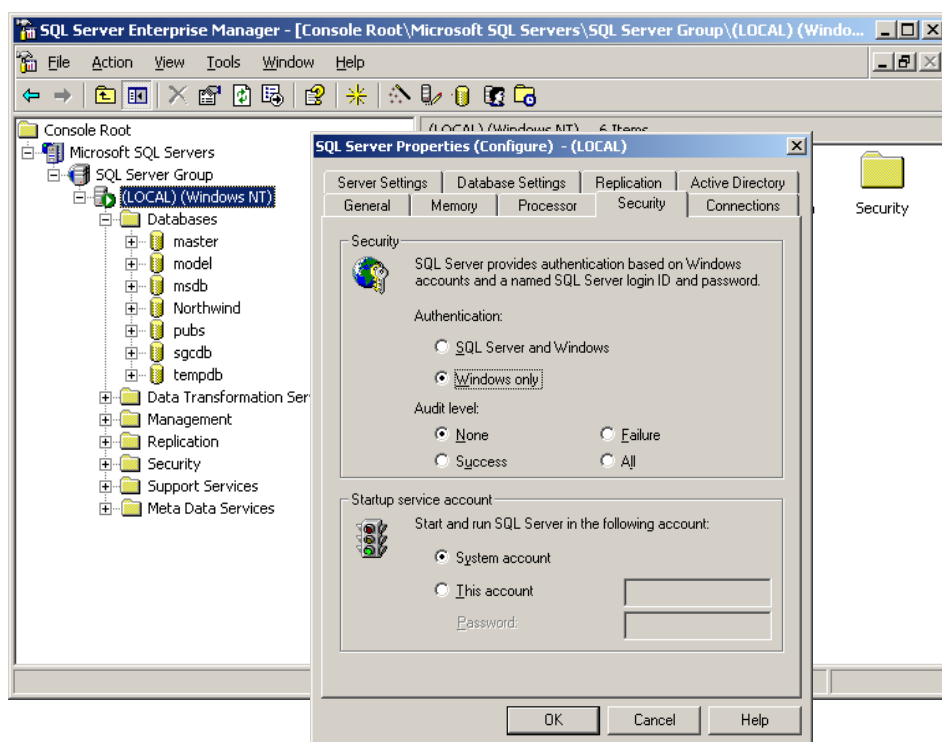 SQL Server Enterprise Manager - [Console Root\Microsoft SQL Servers\SQL Server Group\(LOCAL) (Windo...
File Action View Tools Window Help
Console Root
(LOCAL) (Windows NT) 6 Items
Microsoft SQL Servers
SQL Server Group
(LOCAL) (Windows NT)
Databases
master
model
msdb
Northwind
pubs
sgcdb
tempdb
Data Transformation Ser
Management
Replication
Security
Support Services
Meta Data Services
Security
SQL Server Properties (Configure) - (LOCAL)
Server Settings Database Settings Replication Active Directory
General Memory Processor Security Connections
Security
SQL Server provides authentication based on Windows
accounts and a named SQL Server login ID and password.
Authentication:
SQL Server and Windows
Windows only
Audit level:
None Failure
Success All
Startup service account
Start and run SQL Server in the following account:
System account
This account
Password:
OK Cancel Help